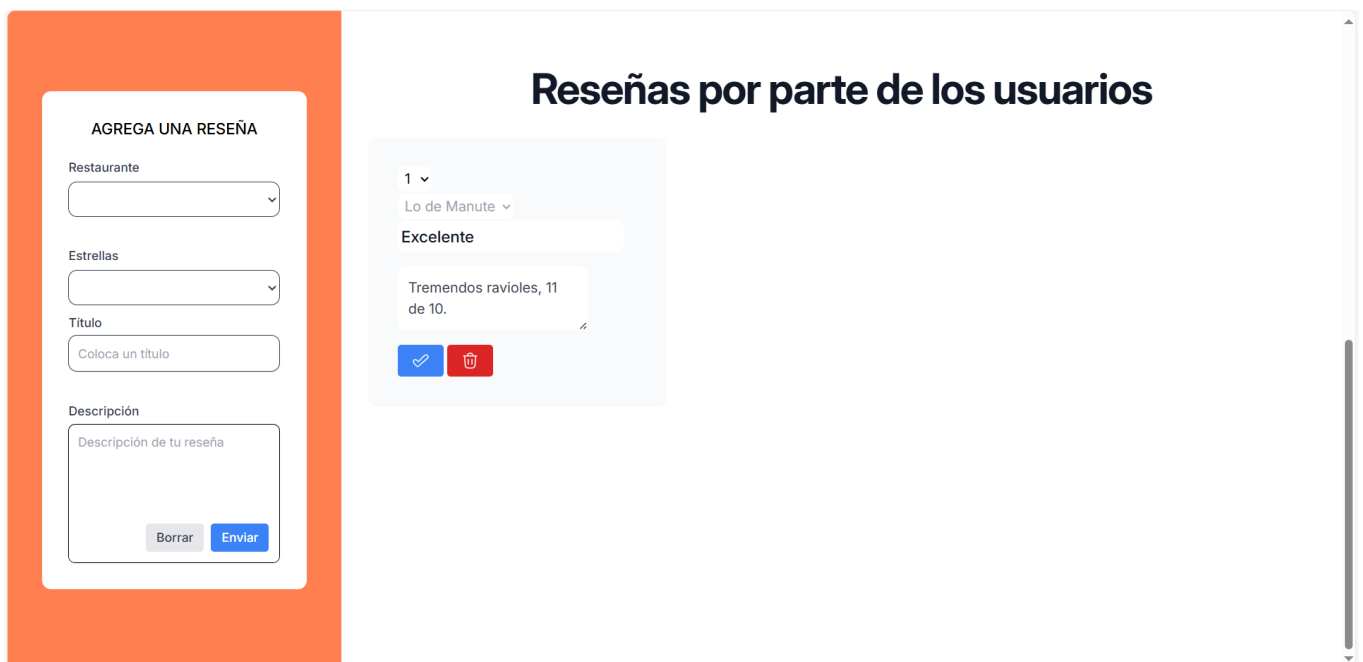 AGREGA UNA RESEÑA
Restaurante
Estrellas
Título
Coloca un título
Descripción
Descripción de tu reseña
Borrar
Enviar
Reseñas por parte de los usuarios
1
Lo de Manute
Excelente
Tremendos ravioles, 11
de 10.